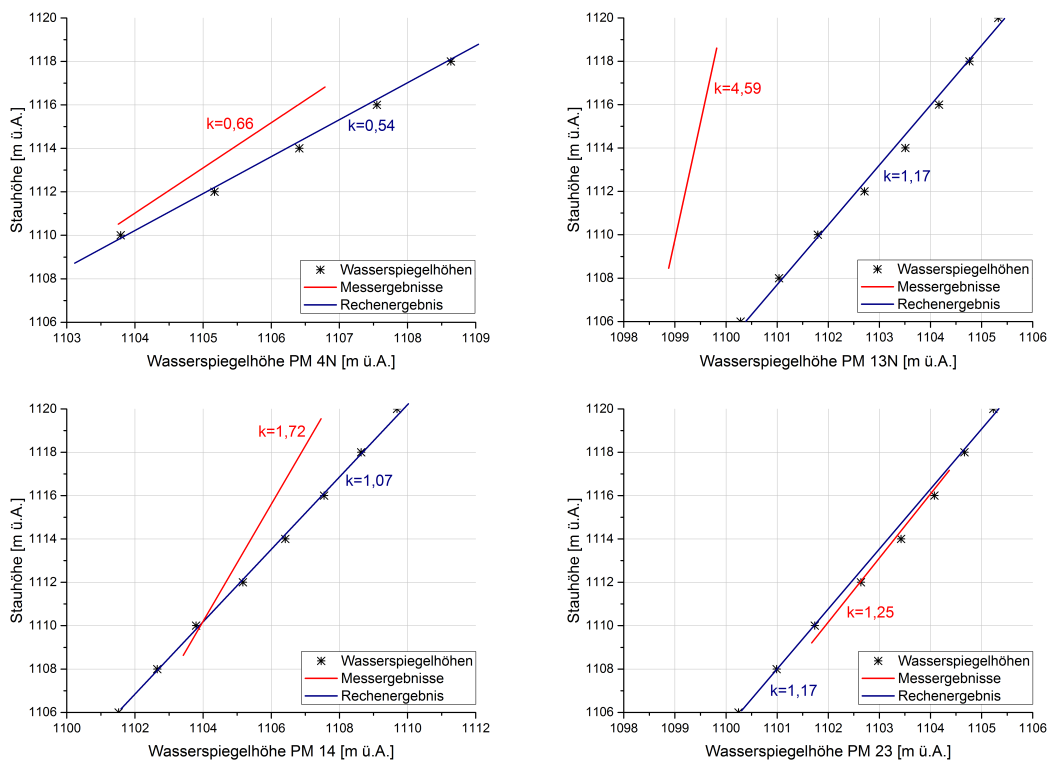 1120
1118
1116
1114
1112
1110
1108
1106
Stauhöhe [m ü.A.]
k=0,66
k=0,54
Wasserspiegelhöhen
Messergebnisse
Rechenergebnis
1103 1104 1105 1106 1107 1108 1109
Wasserspiegelhöhe PM 4N [m ü.A.]
1120
1118
1116
1114
1112
1110
1108
1106
Stauhöhe [m ü.A.]
k=4,59
k=1,17
Wasserspiegelhöhen
Messergebnisse
Rechenergebnis
1098 1099 1100 1101 1102 1103 1104 1105 1106
Wasserspiegelhöhe PM 13N [m ü.A.]
1120
1118
1116
1114
1112
1110
1108
1106
Stauhöhe [m ü.A.]
k=1,72
k=1,07
Wasserspiegelhöhen
Messergebnisse
Rechenergebnis
1100 1102 1104 1106 1108 1110 1112
Wasserspiegelhöhe PM 14 [m ü.A.]
1120
1118
1116
1114
1112
1110
1108
1106
Stauhöhe [m ü.A.]
k=1,25
k=1,17
Wasserspiegelhöhen
Messergebnisse
Rechenergebnis
1098 1099 1100 1101 1102 1103 1104 1105 1106
Wasserspiegelhöhe PM 23 [m ü.A.]